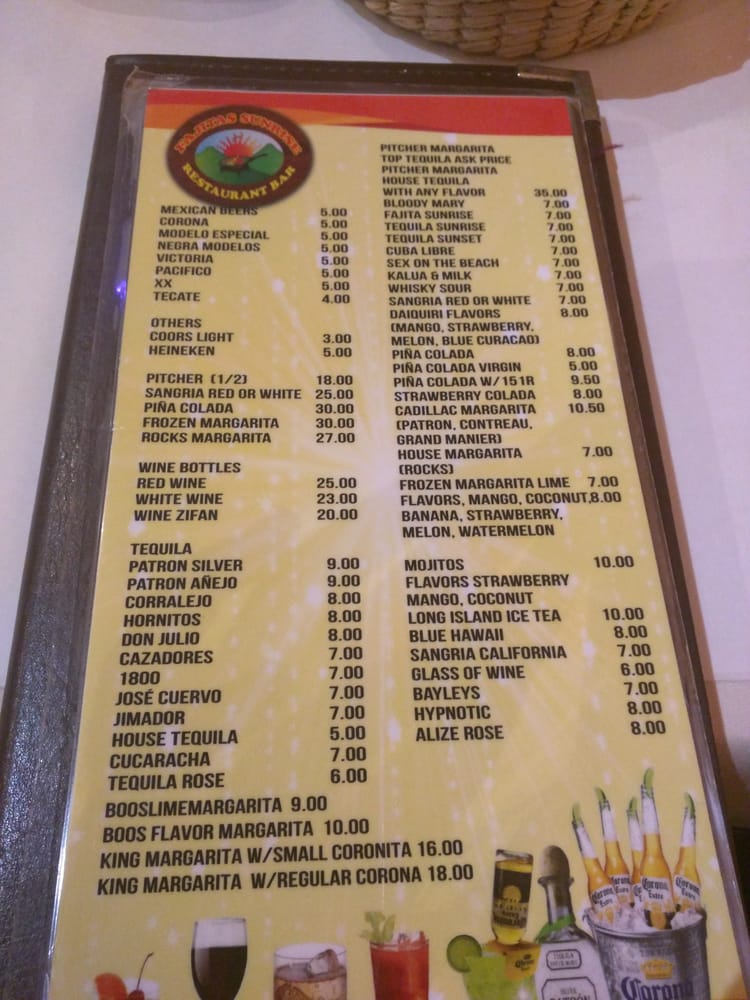 FAJITAS SUNRISE
RESTAURANT BAR
MEXICAN BEERS 5.00
CORONA 5.00
MODELO ESPECIAL 5.00
NEGRA MODELOS 5.00
VICTORIA 5.00
PACIFICO 5.00
XX 5.00
TECATE 4.00
OTHERS
COORS LIGHT 3.00
HEINEKEN 5.00
PITCHER (1/2) 18.00
SANGRIA RED OR WHITE 25.00
PIÑA COLADA 30.00
FROZEN MARGARITA 30.00
ROCKS MARGARITA 27.00
WINE BOTTLES
RED WINE 25.00
WHITE WINE 23.00
WINE ZIFAN 20.00
TEQUILA
PATRON SILVER 9.00
PATRON AÑEJO 9.00
CORRALEJO 8.00
HORNITOS 8.00
DON JULIO 8.00
CAZADORES 7.00
1800 7.00
JOSÉ CUERVO 7.00
JIMADOR 7.00
HOUSE TEQUILA 5.00
CUCARACHA 7.00
TEQUILA ROSE 6.00
BOOSLIMEMARGARITA 9.00
BOOS FLAVOR MARGARITA 10.00
KING MARGARITA W/SMALL CORONITA 16.00
KING MARGARITA W/REGULAR CORONA 18.00
PITCHER MARGARITA
TOP TEQUILA ASK PRICE
PITCHER MARGARITA
HOUSE TEQUILA
WITH ANY FLAVOR 35.00
BLOODY MARY 7.00
FAJITA SUNRISE 7.00
TEQUILA SUNRISE 7.00
TEQUILA SUNSET 7.00
CUBA LIBRE 7.00
SEX ON THE BEACH 7.00
KALUA & MILK 7.00
WHISKY SOUR 7.00
SANGRIA RED OR WHITE 7.00
DAIQUIRI FLAVORS 8.00
(MANGO, STRAWBERRY,
MELON, BLUE CURACAO)
PIÑA COLADA 8.00
PIÑA COLADA VIRGIN 5.00
PIÑA COLADA W/151R 9.50
STRAWBERRY COLADA 8.00
CADILLAC MARGARITA 10.50
(PATRON, CONTREAU,
GRAND MANIER)
HOUSE MARGARITA 7.00
(ROCKS)
FROZEN MARGARITA LIME 7.00
FLAVORS, MANGO, COCONUT,8.00
BANANA, STRAWBERRY,
MELON, WATERMELON
MOJITOS 10.00
FLAVORS STRAWBERRY
MANGO, COCONUT
LONG ISLAND ICE TEA 10.00
BLUE HAWAII 8.00
SANGRIA CALIFORNIA 7.00
GLASS OF WINE 6.00
BAYLEYS 7.00
HYPNOTIC 8.00
ALIZE ROSE 8.00
Corona
Extra
Corona